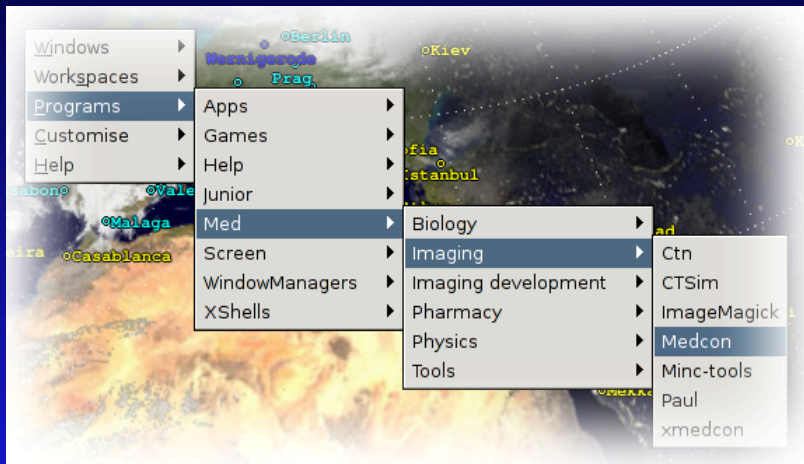 Windows
Workspaces
Programs
Customise
Help
Apps
Games
Help
Junior
Med
Screen
WindowManagers
XShells
Biology
Imaging
Imaging development
Pharmacy
Physics
Tools
Ctn
CTSim
ImageMagick
Medcon
Minc-tools
Paul
xmedcon
Berlin
Wernigerode
Kiev
Prag
Istanbul
Malaga
Casablanca